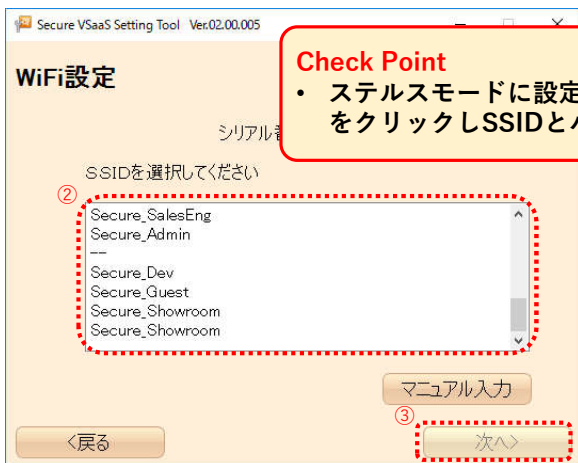 Secure VSaaS Setting Tool Ver.02.00.005
WiFi設定
Check Point
• ステルスモードに設定
をクリックしSSIDと
シリアル
SSIDを選択してください
②
Secure_SalesEng
Secure_Admin
--
Secure_Dev
Secure_Guest
Secure_Showroom
Secure_Showroom
マニュアル入力
③
<戻る
次へ>